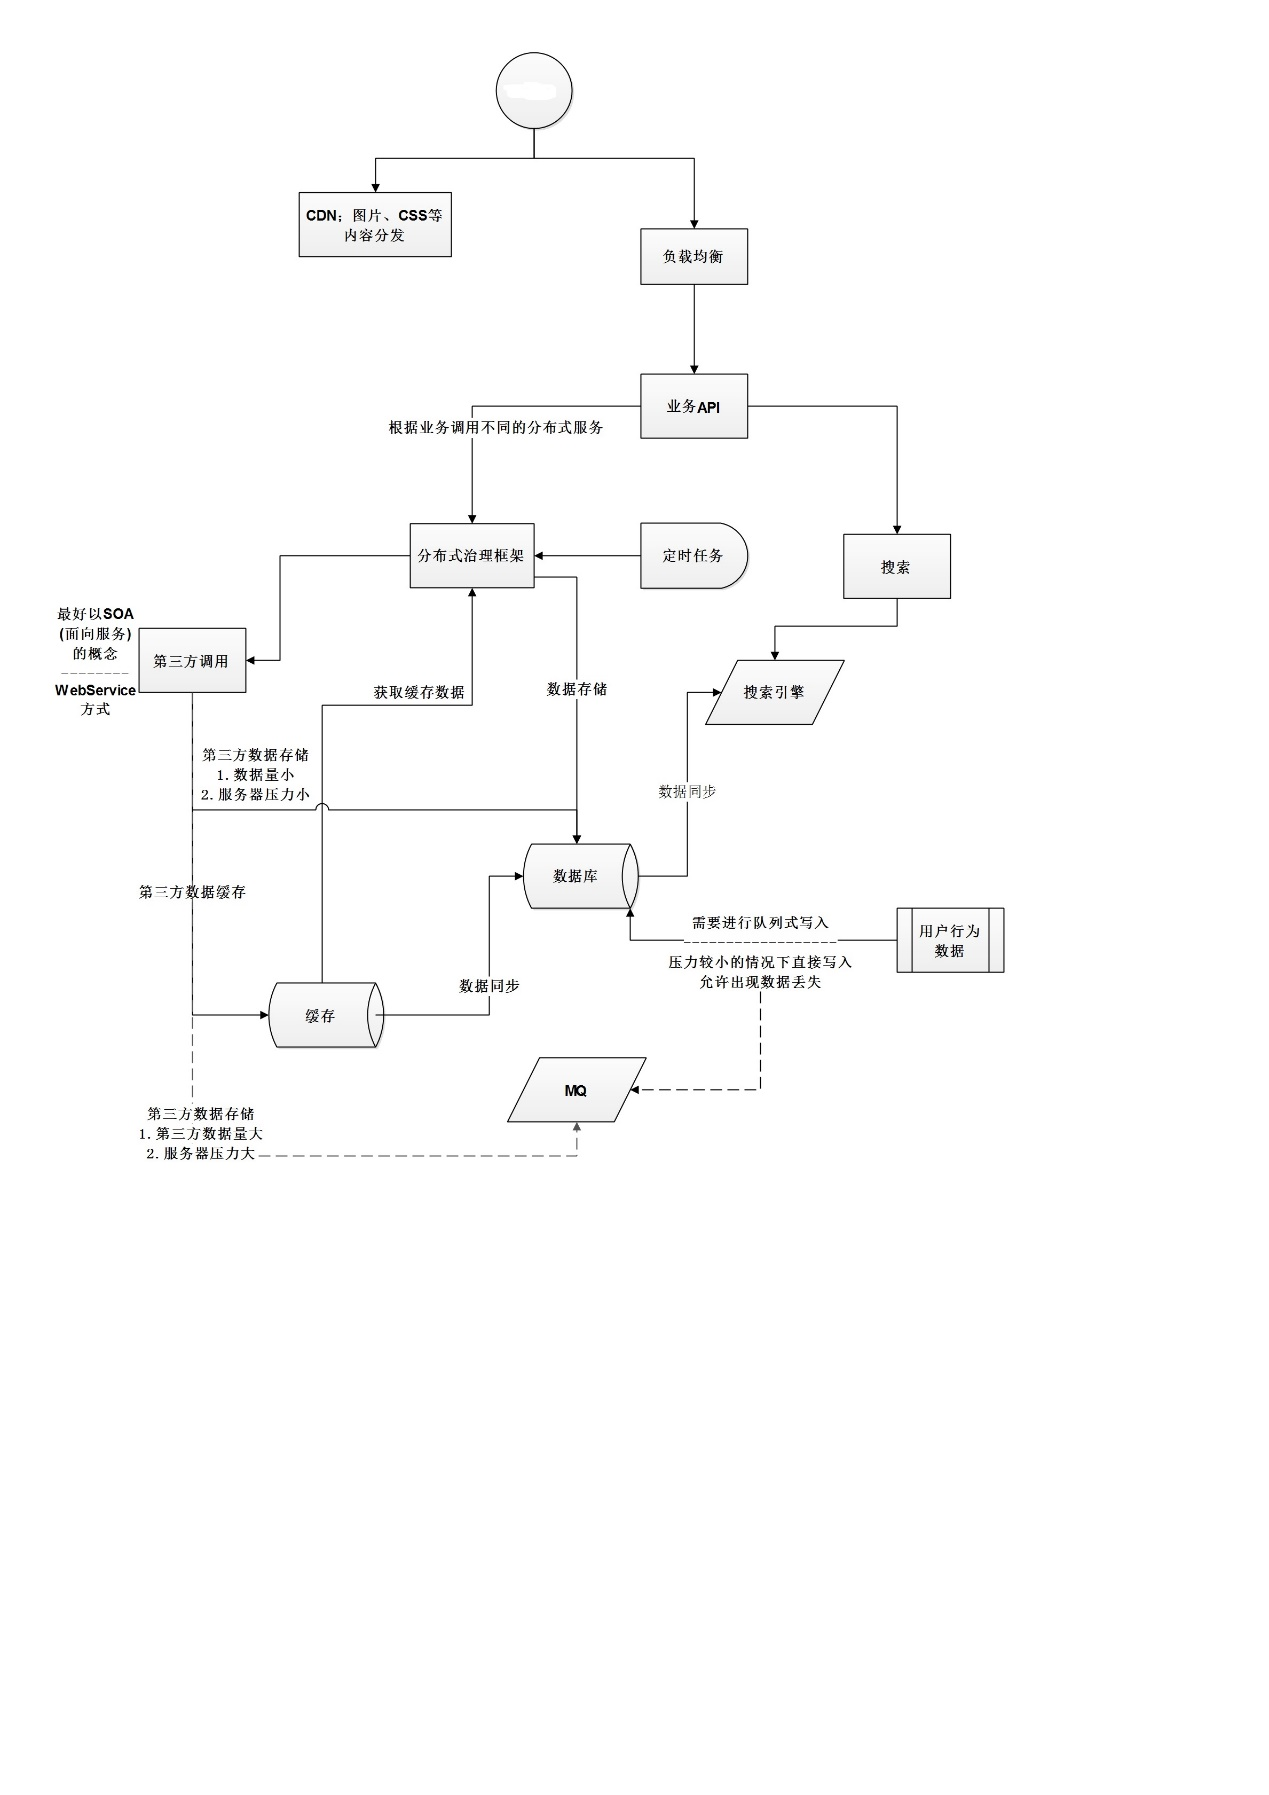 CDN；图片、CSS等
内容分发
负载均衡
业务API
根据业务调用不同的分布式服务
分布式治理框架
定时任务
搜索
最好以SOA
(面向服务)
的概念
WebService
方式
第三方调用
获取缓存数据
数据存储
搜索引擎
第三方数据存储
1.数据量小
2.服务器压力小
数据同步
第三方数据缓存
数据库
需要进行队列式写入
压力较小的情况下直接写入
允许出现数据丢失
用户行为
数据
数据同步
缓存
MQ
第三方数据存储
1.第三方数据量大
2.服务器压力大